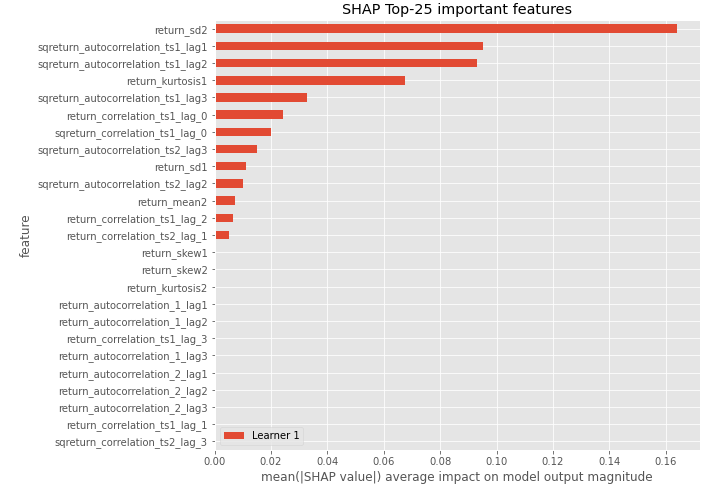 SHAP Top-25 important features
return_sd2
sqreturn_autocorrelation_ts1_lag1
sqreturn_autocorrelation_ts1_lag2
return_kurtosis1
sqreturn_autocorrelation_ts1_lag3
return_correlation_ts1_lag_0
sqreturn_correlation_ts1_lag_0
sqreturn_autocorrelation_ts2_lag3
return_sd1
sqreturn_autocorrelation_ts2_lag2
return_mean2
return_correlation_ts1_lag_2
return_correlation_ts2_lag_1
return_skew1
return_skew2
return_kurtosis2
return_autocorrelation_1_lag1
return_autocorrelation_1_lag2
return_correlation_ts1_lag_3
return_autocorrelation_1_lag3
return_autocorrelation_2_lag1
return_autocorrelation_2_lag2
return_autocorrelation_2_lag3
return_correlation_ts1_lag_1
sqreturn_correlation_ts2_lag_3
feature
Learner 1
0.00 0.02 0.04 0.06 0.08 0.10 0.12 0.14 0.16
mean(|SHAP value|) average impact on model output magnitude